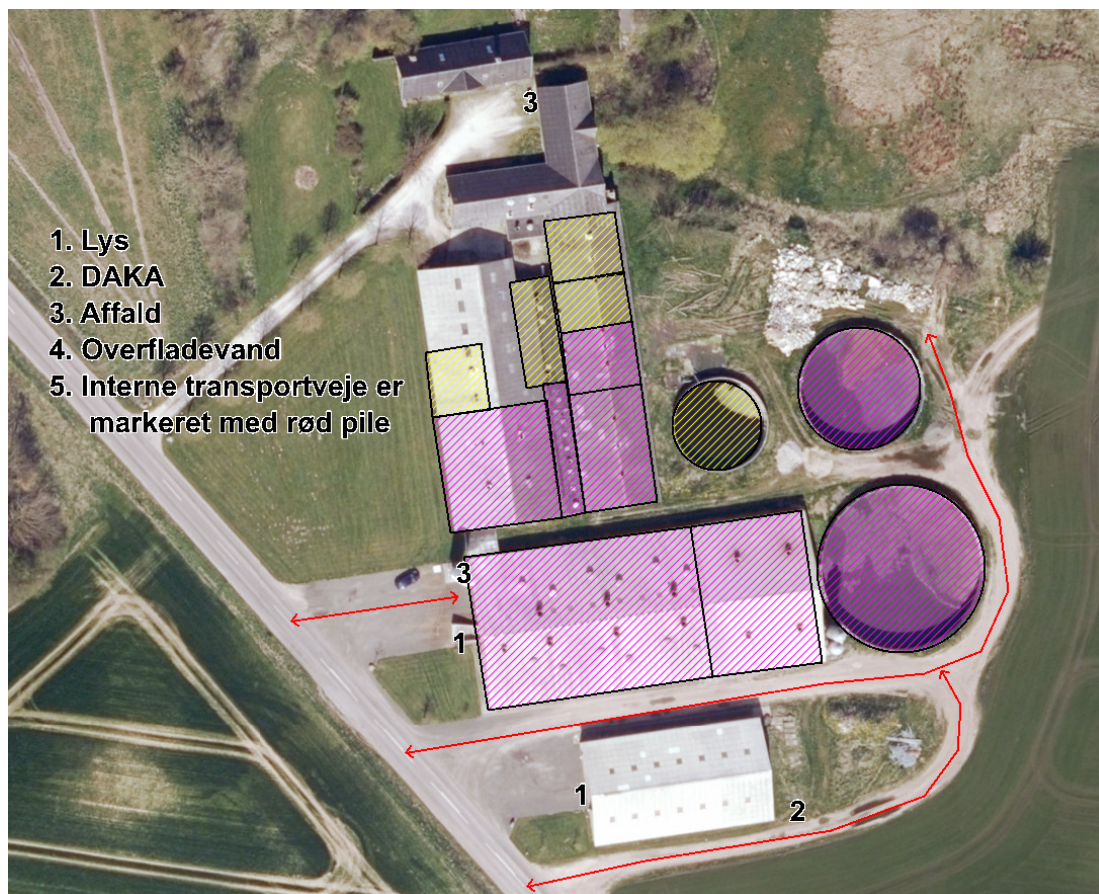 3
1. Lys
2. DAKA
3. Affald
4. Overfladevand
5. Interne transportveje er
markeret med rød pile
3
1
1
2